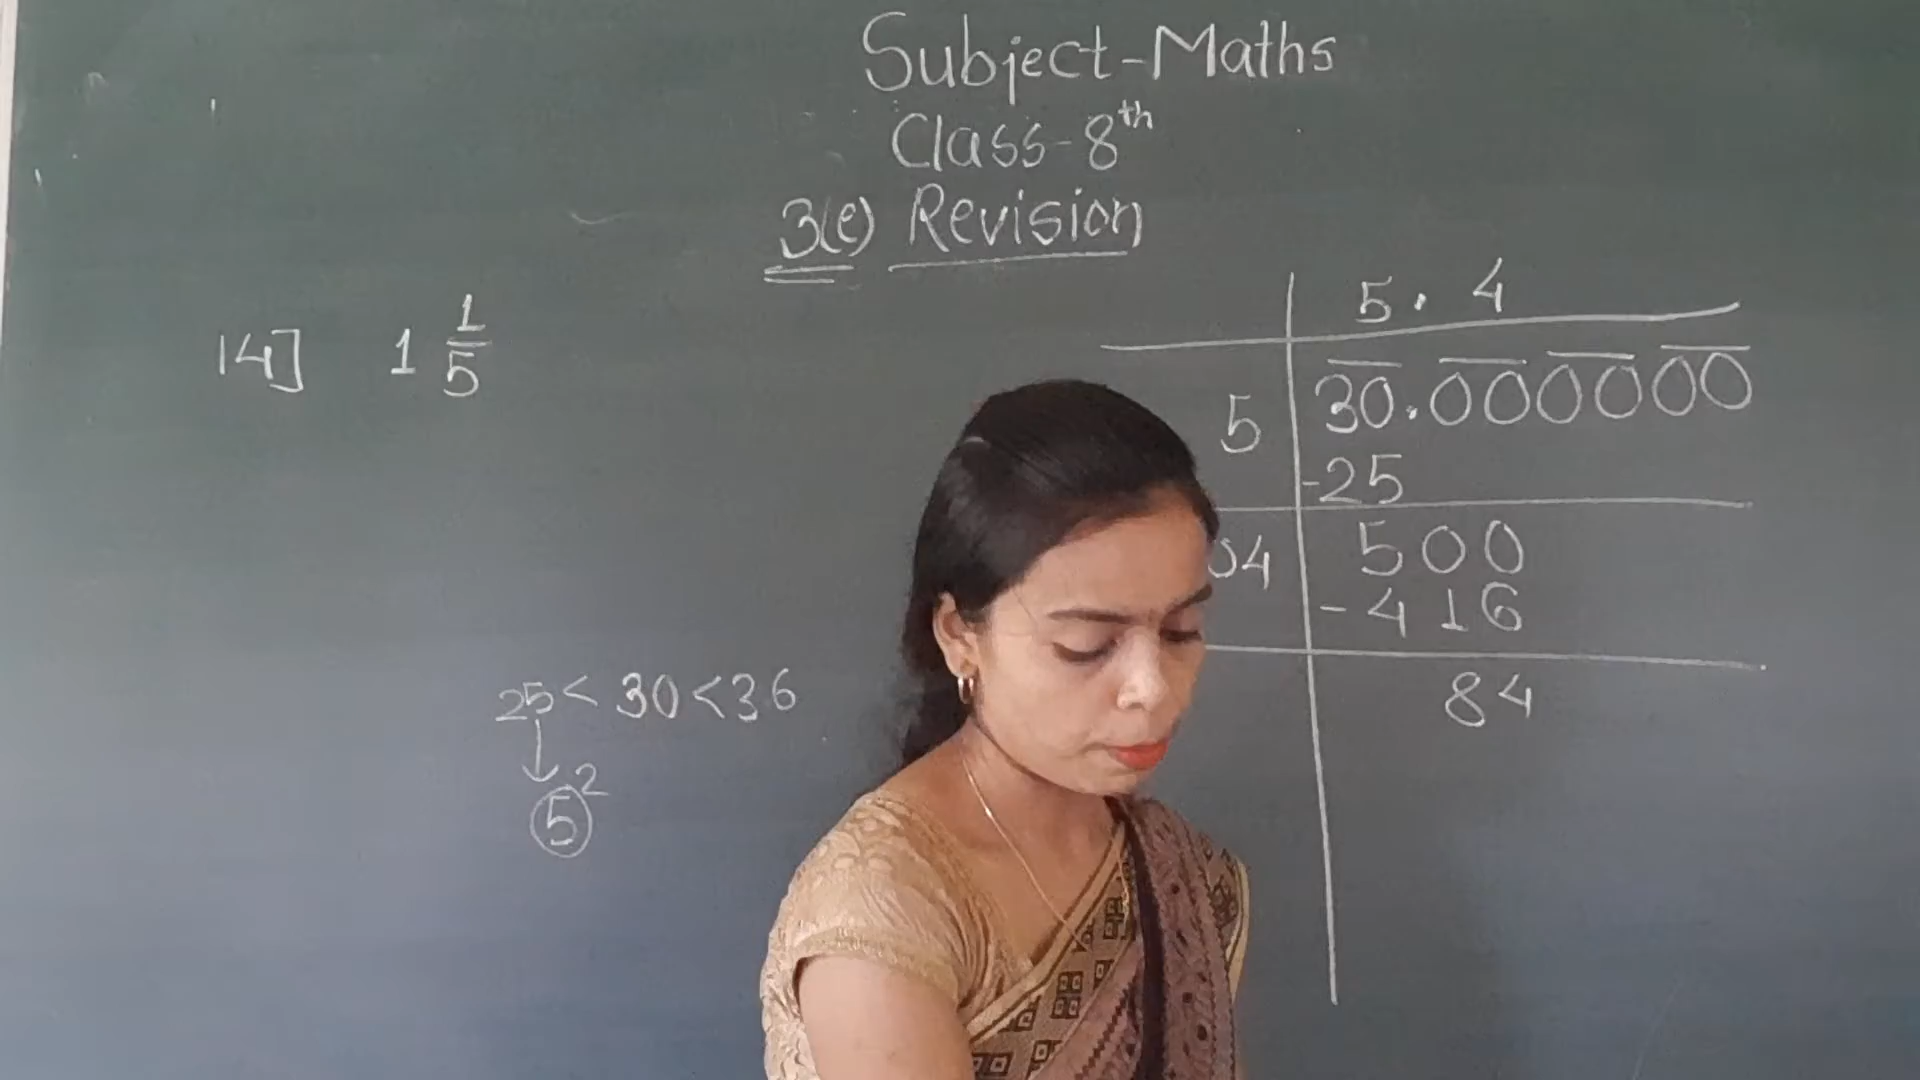 Subject-Maths
Class-8th
3(e) Revision
14] 1 1/5
25 < 30 < 36
↓
5²
5.4
5 30.000000
-25
04 500
-416
84